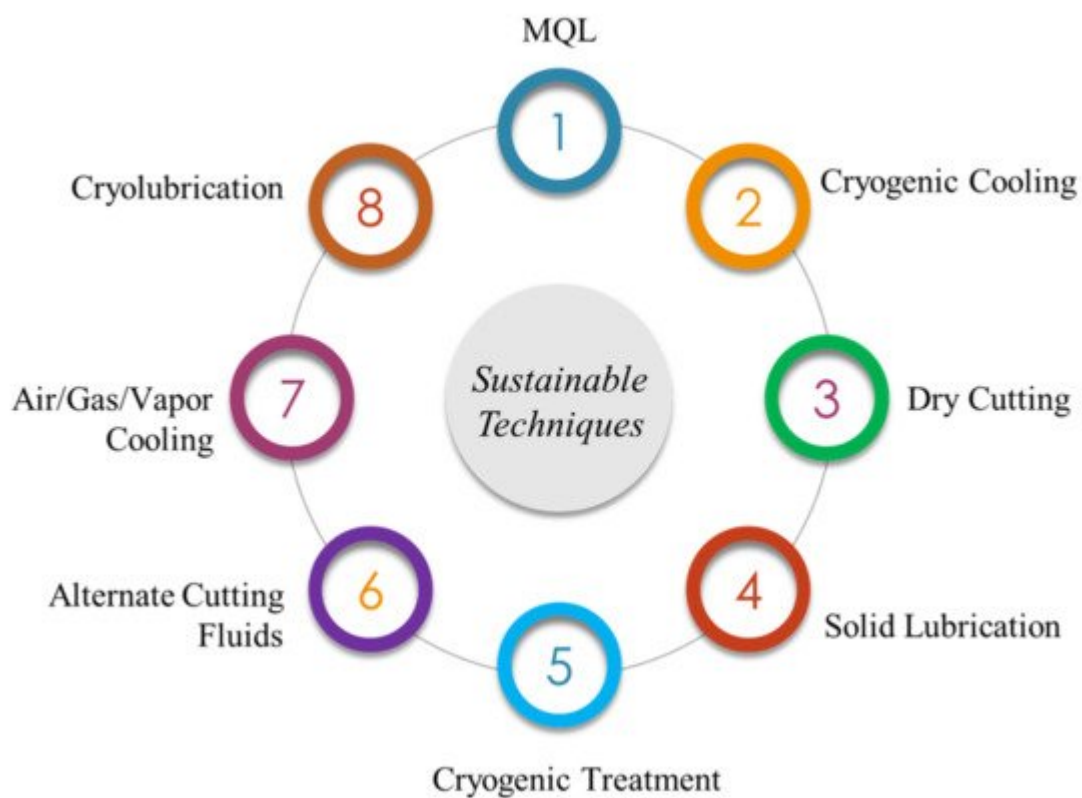 MQL
1
2
Cryogenic Cooling
3
Dry Cutting
4
Solid Lubrication
5
Cryogenic Treatment
6
Alternate Cutting
Fluids
7
Air/Gas/Vapor
Cooling
8
Cryolubrication
Sustainable
Techniques